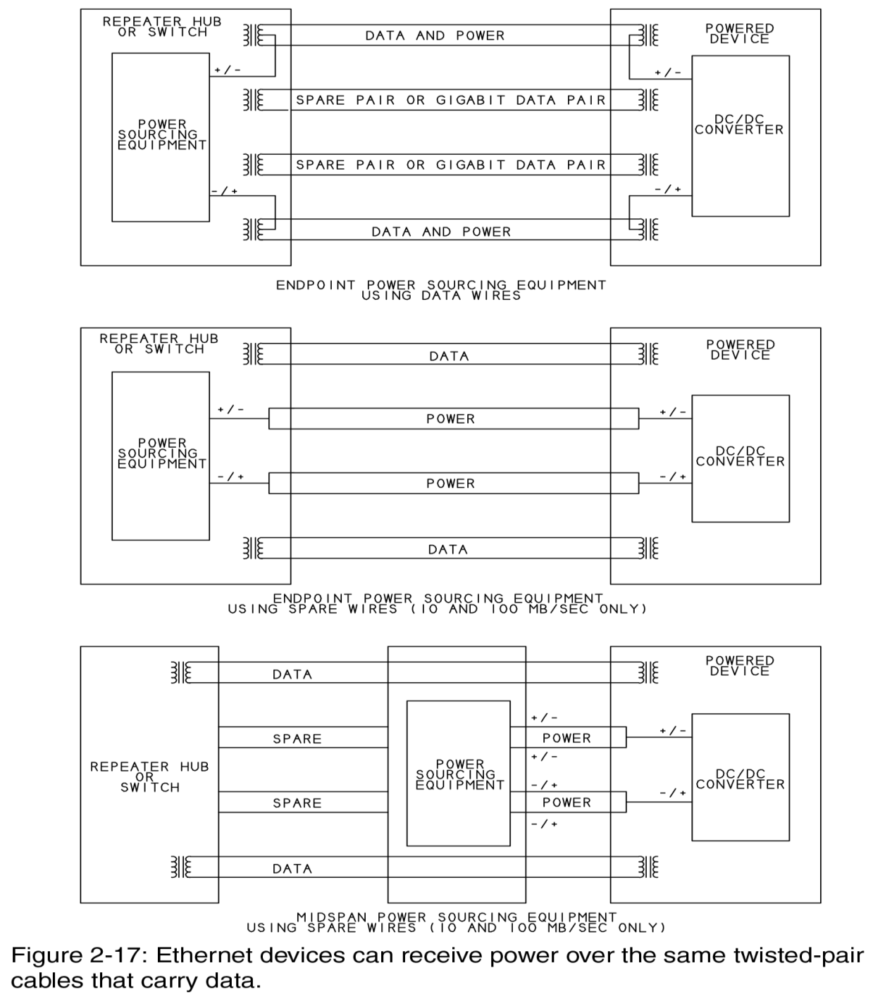 REPEATER HUB
OR SWITCH
DATA AND POWER
POWERED
DEVICE
+/-
+/-
SPARE PAIR OR GIGABIT DATA PAIR
POWER
SOURCING
EQUIPMENT
DC/DC
CONVERTER
SPARE PAIR OR GIGABIT DATA PAIR
-/+
-/+
DATA AND POWER
ENDPOINT POWER SOURCING EQUIPMENT
USING DATA WIRES
REPEATER HUB
OR SWITCH
DATA
POWERED
DEVICE
+/-
POWER
+/-
POWER
SOURCING
EQUIPMENT
DC/DC
CONVERTER
-/+
POWER
-/+
DATA
ENDPOINT POWER SOURCING EQUIPMENT
USING SPARE WIRES (10 AND 100 MB/SEC ONLY)
DATA
POWERED
DEVICE
+/-
SPARE
POWER
+/-
+/-
REPEATER HUB
OR
SWITCH
POWER
SOURCING
EQUIPMENT
DC/DC
CONVERTER
-/+
SPARE
POWER
-/+
-/+
DATA
MIDSPAN POWER SOURCING EQUIPMENT
USING SPARE WIRES (10 AND 100 MB/SEC ONLY)
Figure 2-17: Ethernet devices can receive power over the same twisted-pair
cables that carry data.